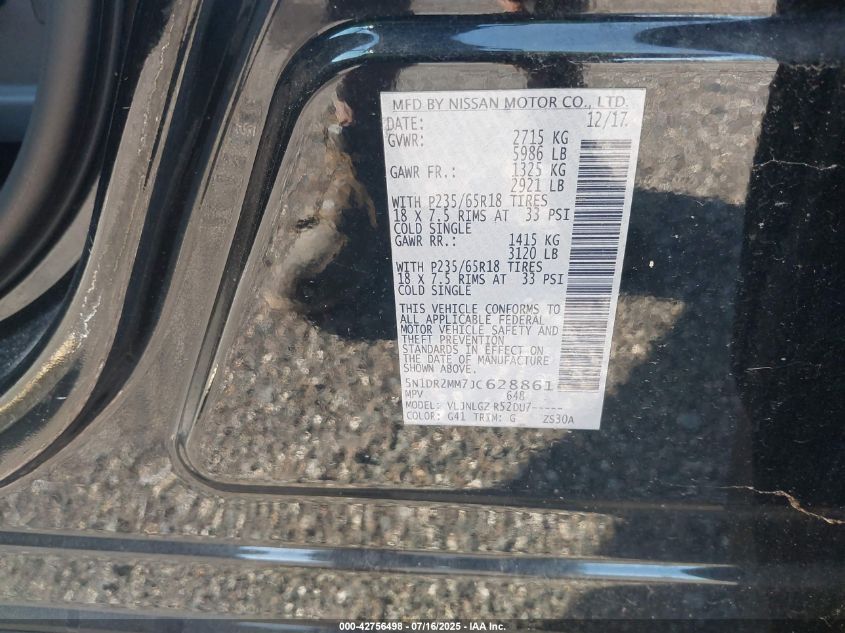 MFD BY NISSAN MOTOR CO., LTD.
DATE: 12/17
GVWR: 2715 KG
5986 LB
GAWR FR.: 1325 KG
2921 LB
WITH P235/65R18 TIRES
18 X 7.5 RIMS AT 33 PSI
COLD SINGLE
GAWR RR.: 1415 KG
3120 LB
WITH P235/65R18 TIRES
18 X 7.5 RIMS AT 33 PSI
COLD SINGLE
THIS VEHICLE CONFORMS TO
ALL APPLICABLE FEDERAL
MOTOR VEHICLE SAFETY AND
THEFT PREVENTION
STANDARDS IN EFFECT ON
THE DATE OF MANUFACTURE
SHOWN ABOVE.
5N1DR2MM7JC628861
MPV 648
MODEL: VLJNLGZ R52DU7-----
COLOR: G41 TRIM: G ZS30A
000-42756498 - 07/16/2025 - IAA Inc.